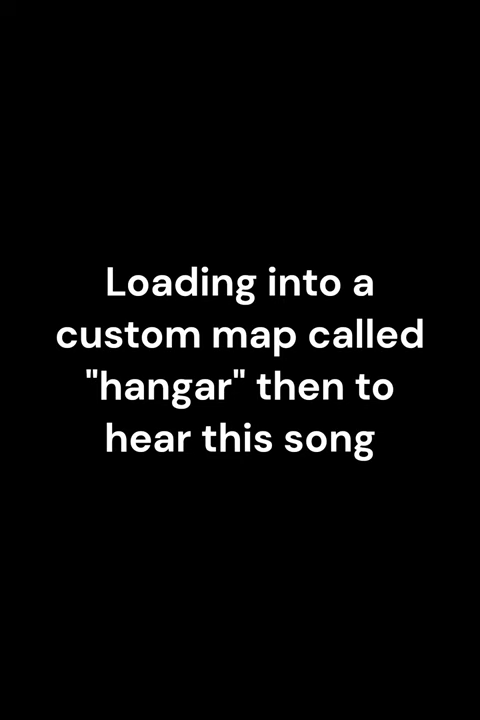 Loading into a
custom map called
"hangar" then to
hear this song